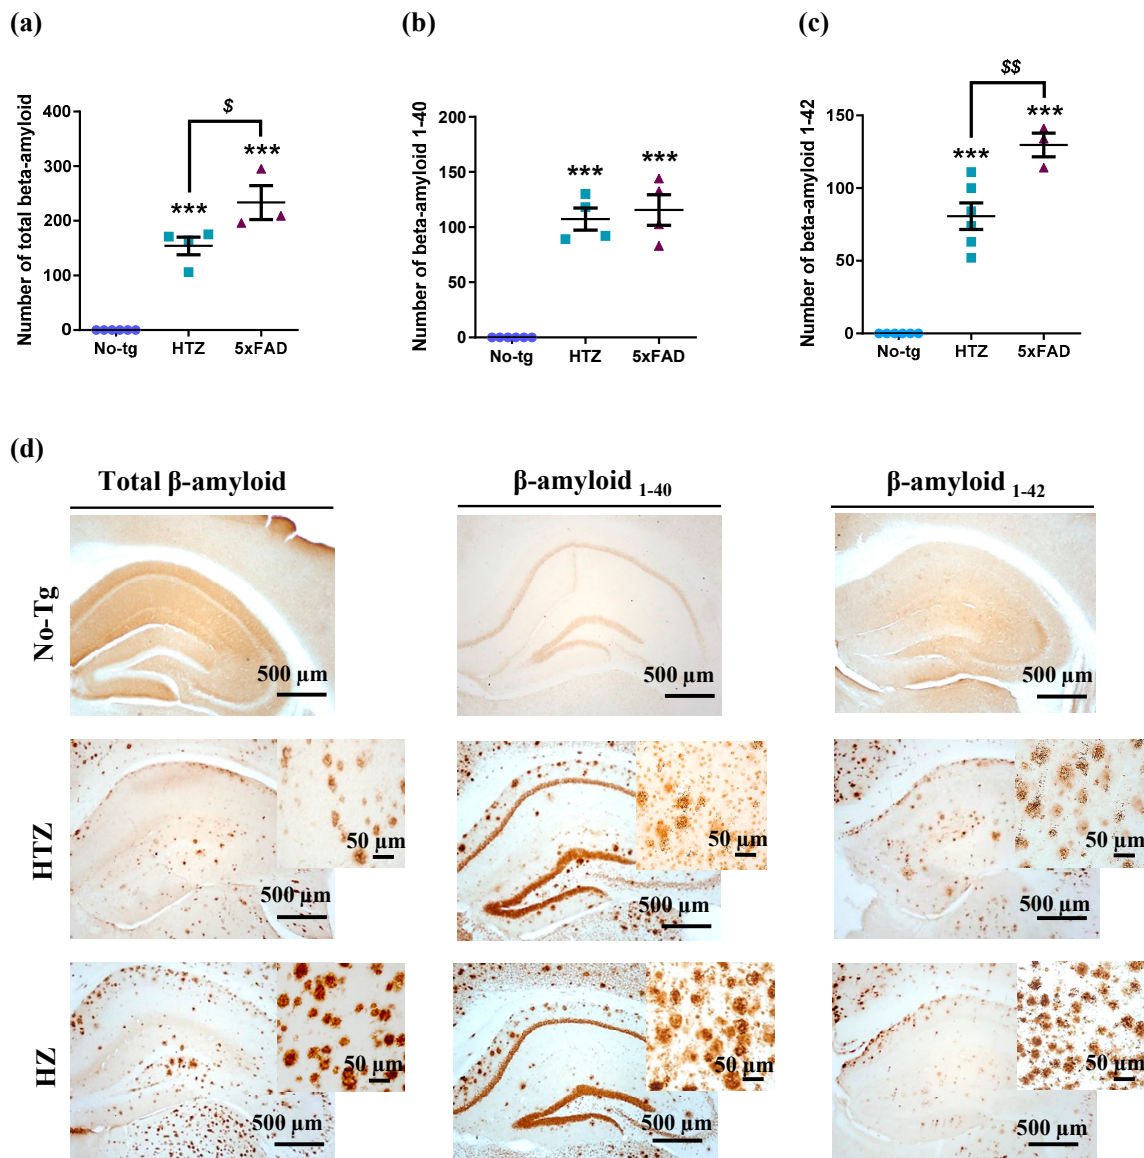 (a)
Number of total beta-amyloid
400
300
200
100
0
$
***
***
No-tg HTZ 5xFAD
(b)
Number of beta-amyloid 1-40
200
150
100
50
0
***
***
No-tg HTZ 5xFAD
(c)
Number of beta-amyloid 1-42
150
100
50
0
$$
***
***
No-tg HTZ 5xFAD
(d)
Total β-amyloid
β-amyloid 1-40
β-amyloid 1-42
No-Tg
500 µm
500 µm
500 µm
HTZ
50 µm
500 µm
50 µm
500 µm
50 µm
500 µm
HZ
50 µm
500 µm
50 µm
500 µm
50 µm
500 µm